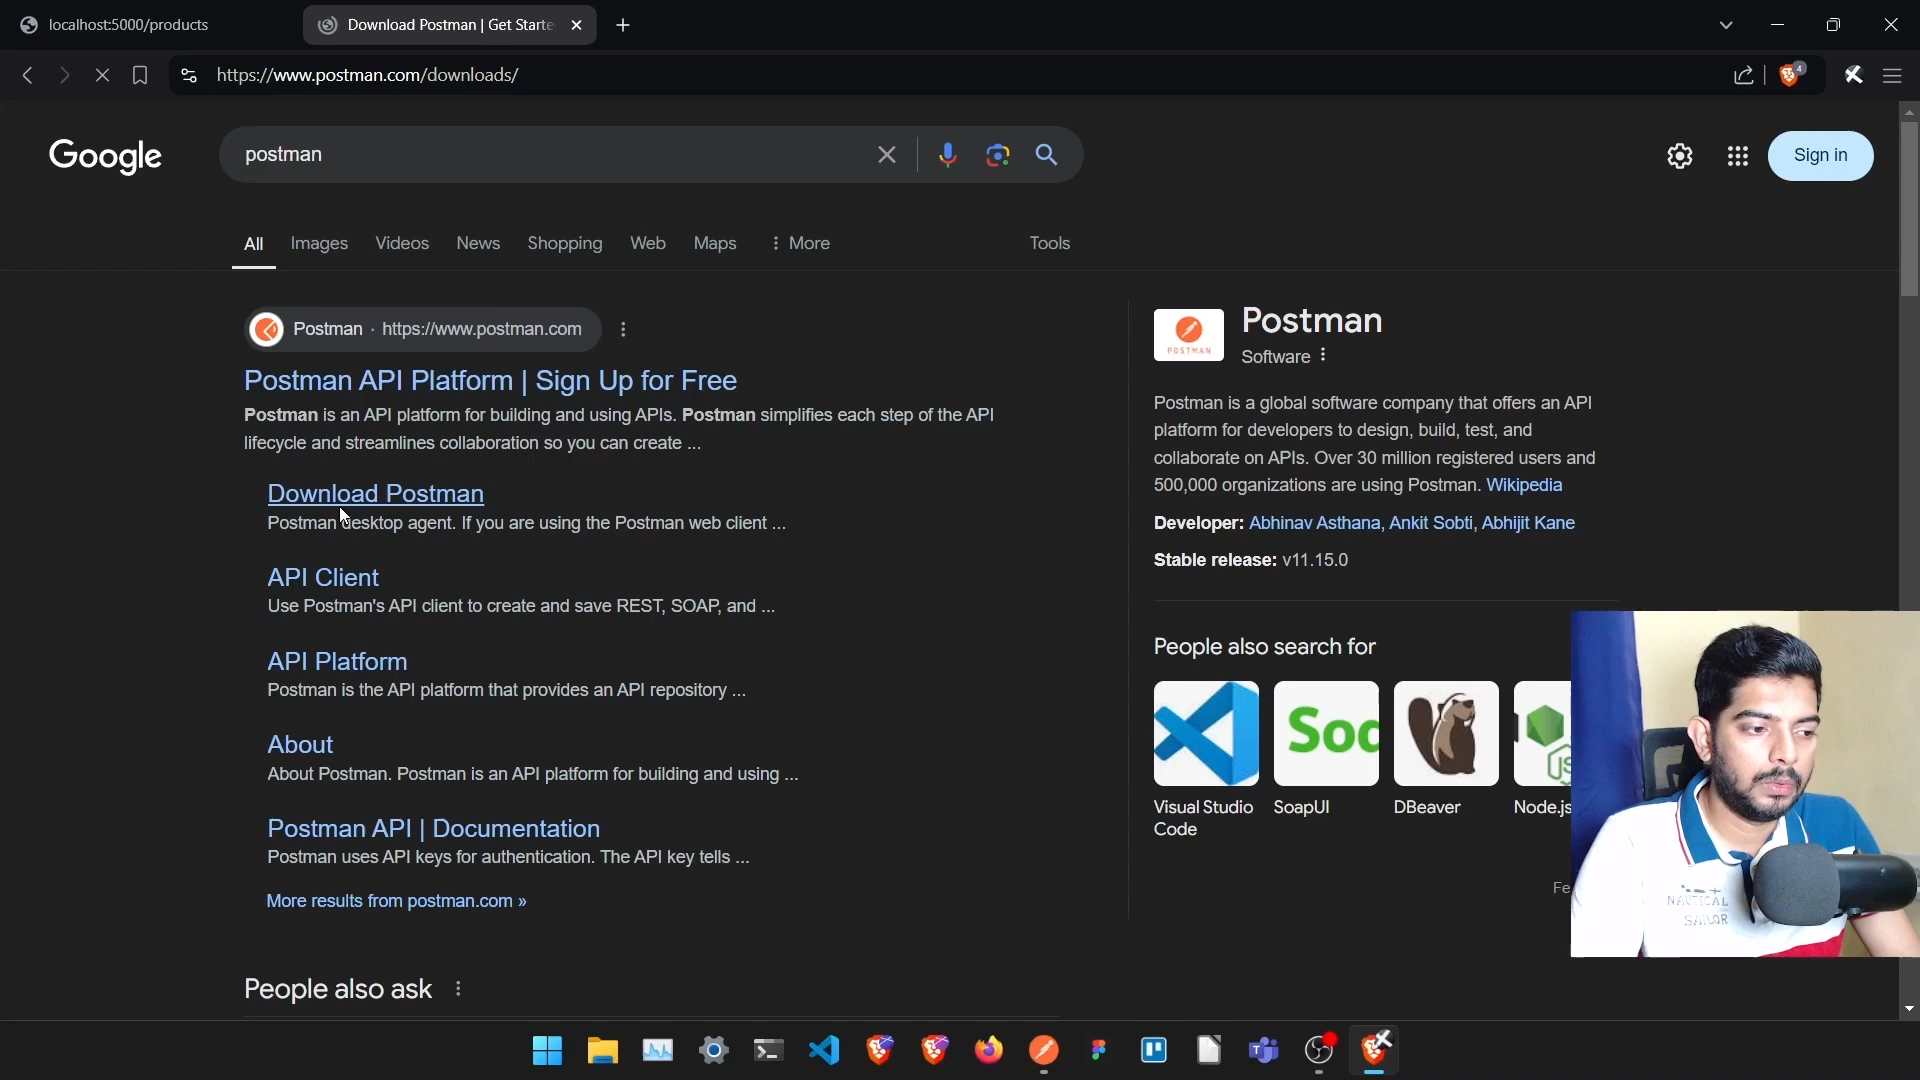 localhost:5000/products
Download Postman | Get Starte
https://www.postman.com/downloads/
4
Google
postman
Sign in
All
Images
Videos
News
Shopping
Web
Maps
More
Tools
Postman · https://www.postman.com
Postman API Platform | Sign Up for Free
Postman is an API platform for building and using APIs. Postman simplifies each step of the API
lifecycle and streamlines collaboration so you can create ...
Download Postman
Postman desktop agent. If you are using the Postman web client ...
API Client
Use Postman's API client to create and save REST, SOAP, and ...
API Platform
Postman is the API platform that provides an API repository ...
About
About Postman. Postman is an API platform for building and using ...
Postman API | Documentation
Postman uses API keys for authentication. The API key tells ...
More results from postman.com »
People also ask
POSTMAN
Postman
Software
Postman is a global software company that offers an API
platform for developers to design, build, test, and
collaborate on APIs. Over 30 million registered users and
500,000 organizations are using Postman. Wikipedia
Developer: Abhinav Asthana, Ankit Sobti, Abhijit Kane
Stable release: v11.15.0
People also search for
Soc
Visual Studio
Code
SoapUI
DBeaver
Node.js
Fe
NAUTICAL
SAILOR